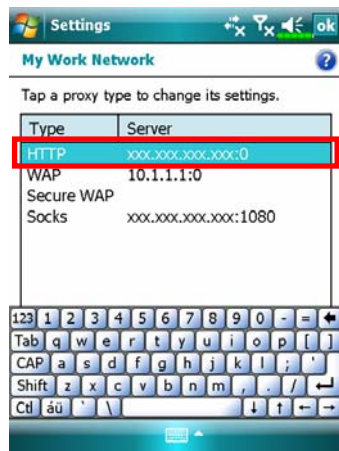 Settings ok
My Work Network ?
Tap a proxy type to change its settings.
Type Server
HTTP xxx.xxx.xxx.xxx:0
WAP 10.1.1.1:0
Secure WAP
Socks xxx.xxx.xxx.xxx:1080
123 1 2 3 4 5 6 7 8 9 0 - =
Tab q w e r t y u i o p [ ]
CAP a s d f g h j k l ; '
Shift z x c v b n m , . /
Ctl áü ` \